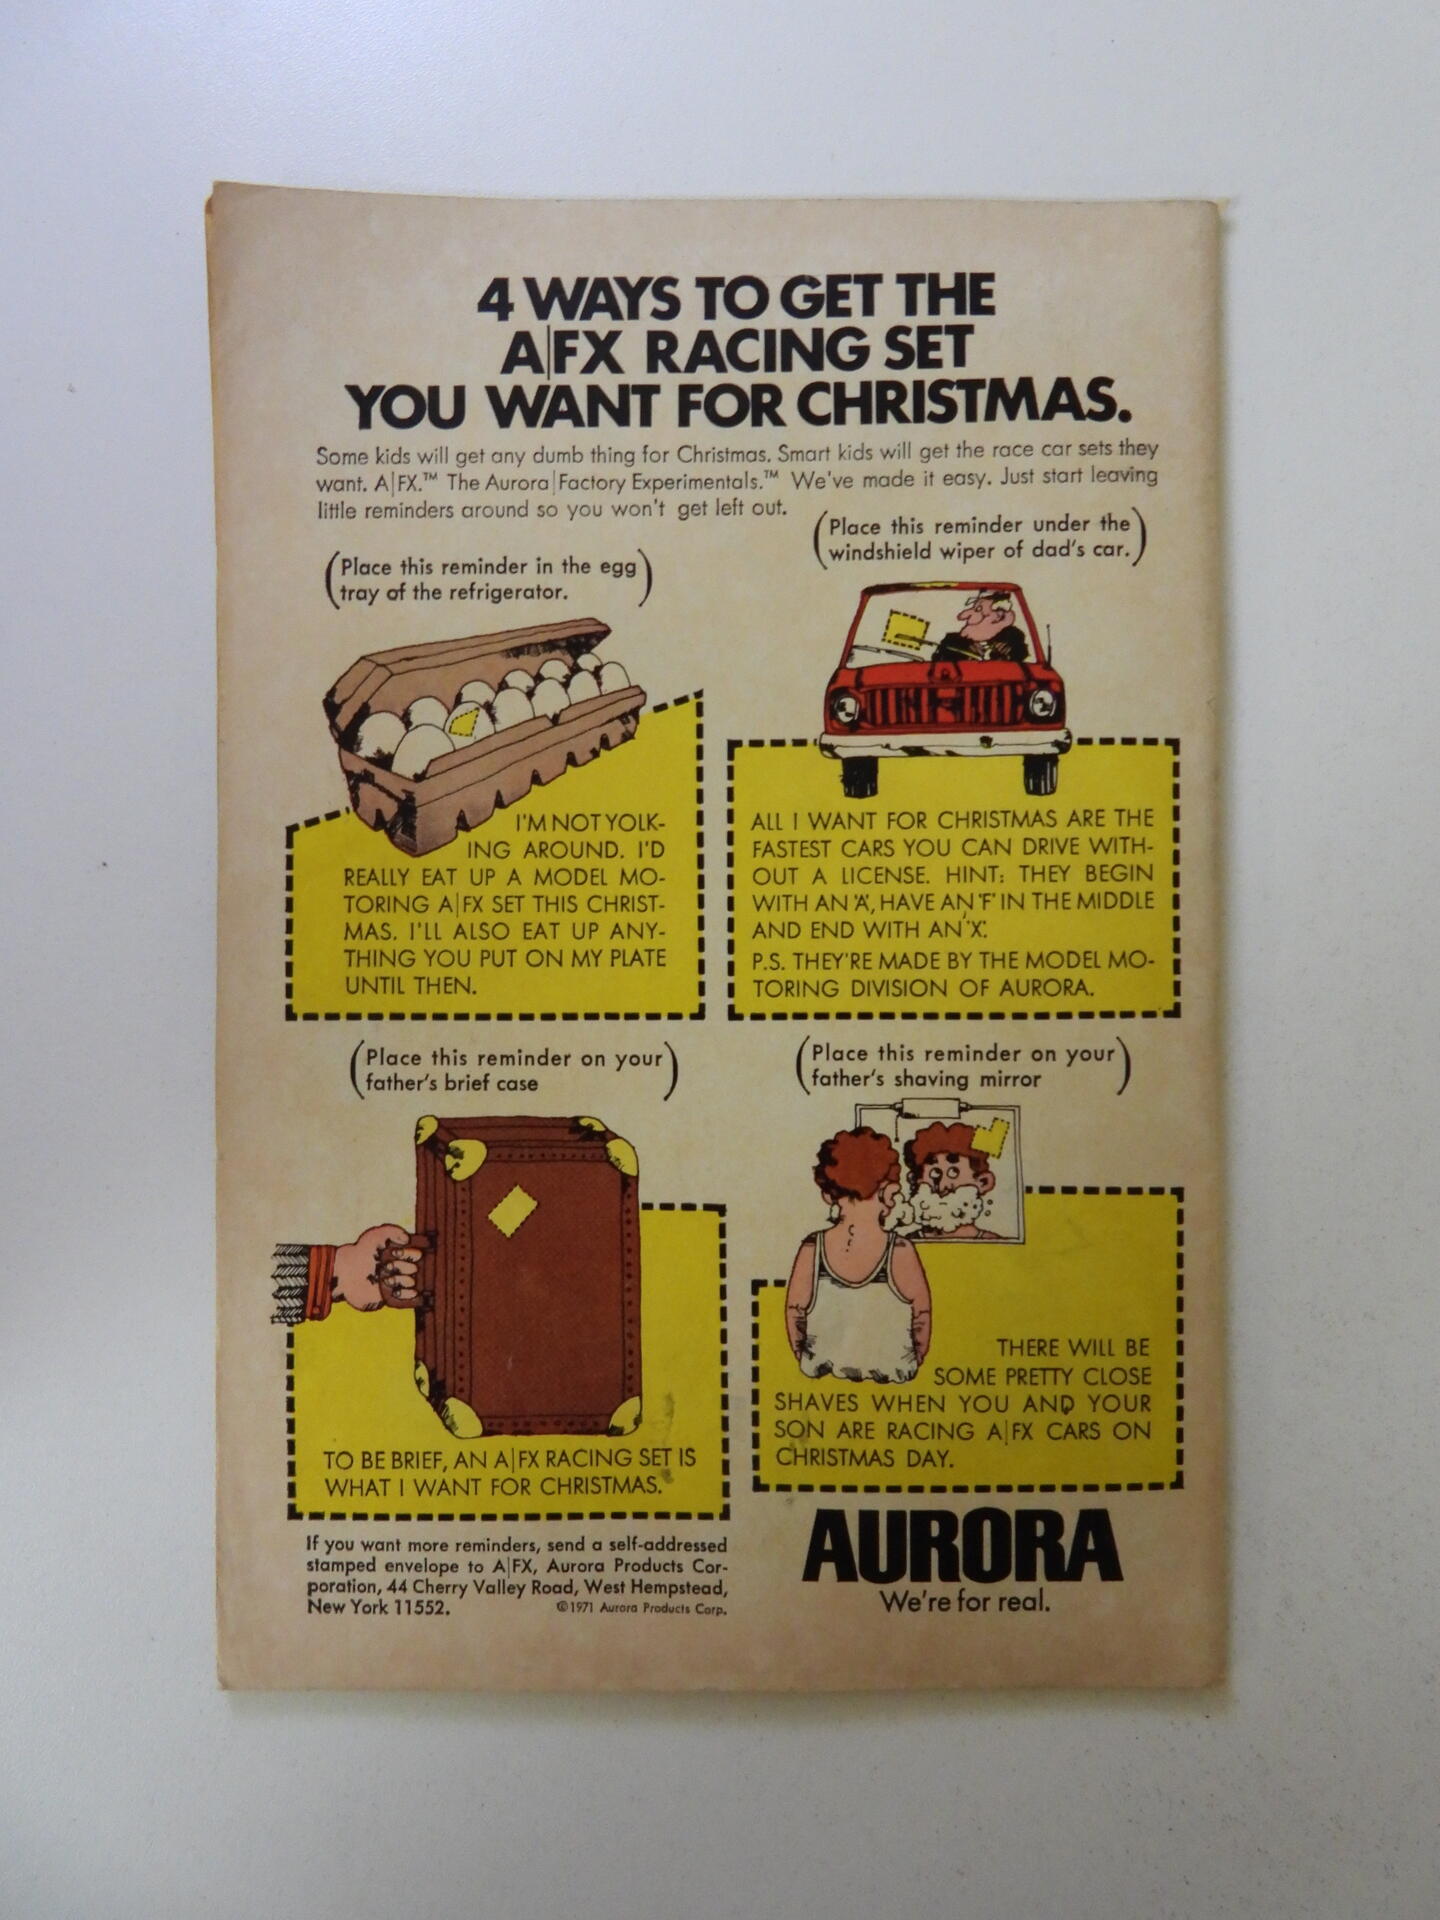 4 WAYS TO GET THE
A|FX RACING SET
YOU WANT FOR CHRISTMAS.
Some kids will get any dumb thing for Christmas. Smart kids will get the race car sets they
want. A|FX.™ The Aurora|Factory Experimentals.™ We've made it easy. Just start leaving
little reminders around so you won't get left out.
(Place this reminder in the egg
tray of the refrigerator.)
I'M NOT YOLK-
ING AROUND. I'D
REALLY EAT UP A MODEL MO-
TORING A|FX SET THIS CHRIST-
MAS. I'LL ALSO EAT UP ANY-
THING YOU PUT ON MY PLATE
UNTIL THEN.
(Place this reminder under the
windshield wiper of dad's car.)
ALL I WANT FOR CHRISTMAS ARE THE
FASTEST CARS YOU CAN DRIVE WITH-
OUT A LICENSE. HINT: THEY BEGIN
WITH AN 'A', HAVE AN 'F' IN THE MIDDLE
AND END WITH AN 'X'.
P.S. THEY'RE MADE BY THE MODEL MO-
TORING DIVISION OF AURORA.
(Place this reminder on your
father's brief case)
TO BE BRIEF, AN A|FX RACING SET IS
WHAT I WANT FOR CHRISTMAS.
(Place this reminder on your
father's shaving mirror)
THERE WILL BE
SOME PRETTY CLOSE
SHAVES WHEN YOU AND YOUR
SON ARE RACING A|FX CARS ON
CHRISTMAS DAY.
If you want more reminders, send a self-addressed
stamped envelope to A|FX, Aurora Products Cor-
poration, 44 Cherry Valley Road, West Hempstead,
New York 11552. ©1971 Aurora Products Corp.
AURORA
We're for real.